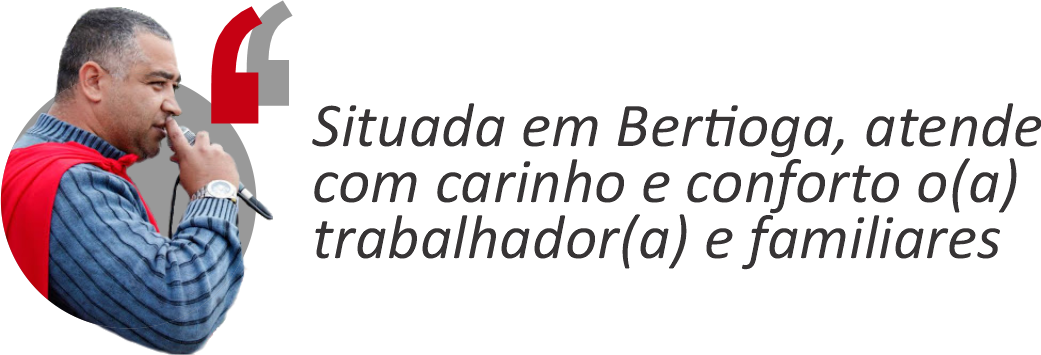 Situada em Bertioga, atende
com carinho e conforto o(a)
trabalhador(a) e familiares